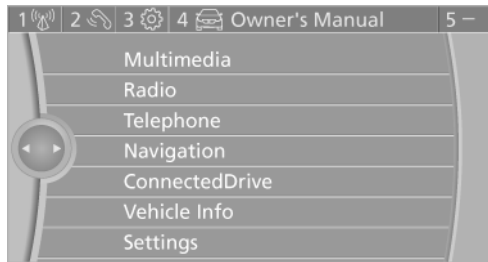 1 2 3 4 Owner's Manual 5 –
Multimedia
Radio
Telephone
Navigation
ConnectedDrive
Vehicle Info
Settings